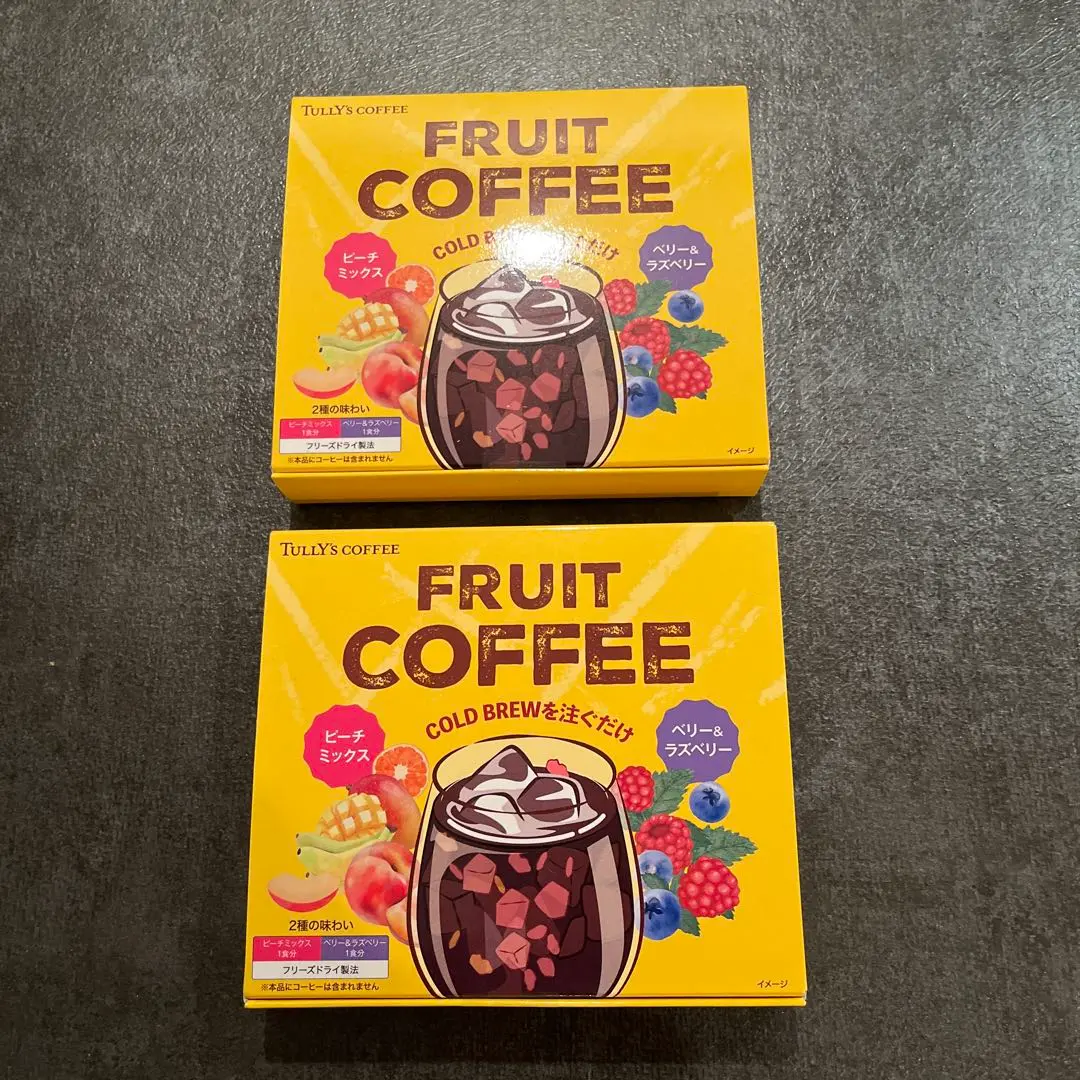 TULLY'S COFFEE
FRUIT
COFFEE
COLD B だけ
ピーチ
ミックス
ベリー&
ラズベリー
2種の味わい
ピーチミックス
1食分
ベリー&ラズベリー
1食分
フリーズドライ製法
※本品にコーヒーは含まれません
イメージ
TULLY'S COFFEE
FRUIT
COFFEE
COLD BREWを注ぐだけ
ピーチ
ミックス
ベリー&
ラズベリー
2種の味わい
ピーチミックス
1食分
ベリー&ラズベリー
1食分
フリーズドライ製法
※本品にコーヒーは含まれません
イメージ